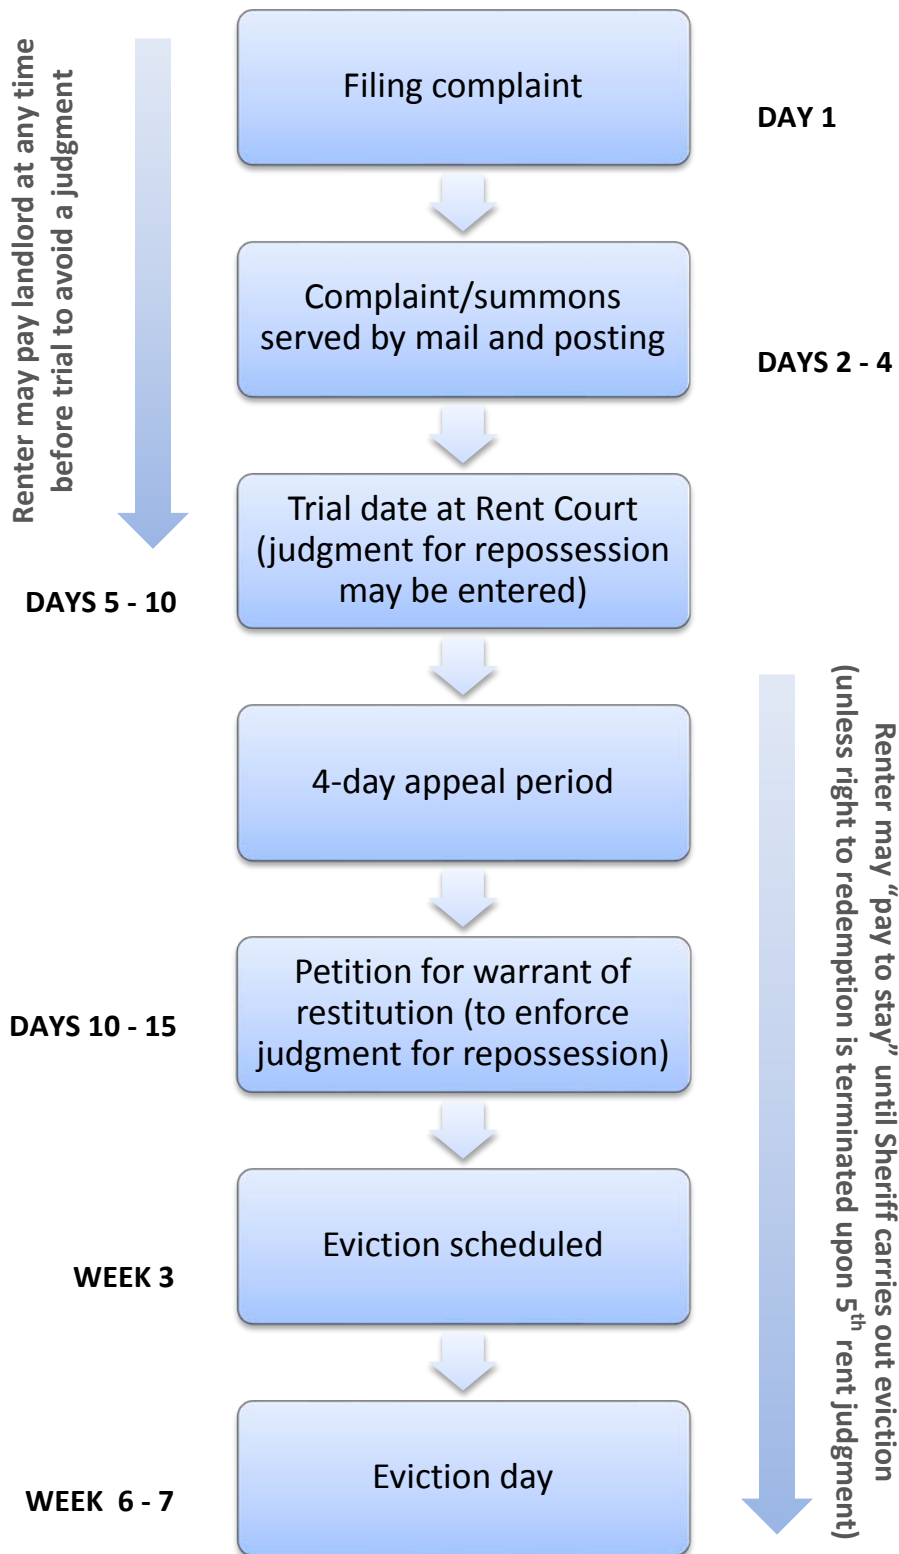 Renter may pay landlord at any time
before trial to avoid a judgment
Filing complaint
DAY 1
Complaint/summons
served by mail and posting
DAYS 2 - 4
Trial date at Rent Court
(judgment for repossession
may be entered)
DAYS 5 - 10
4-day appeal period
Renter may “pay to stay” until Sheriff carries out eviction
(unless right to redemption is terminated upon 5th rent judgment)
Petition for warrant of
restitution (to enforce
judgment for repossession)
DAYS 10 - 15
Eviction scheduled
WEEK 3
Eviction day
WEEK 6 - 7